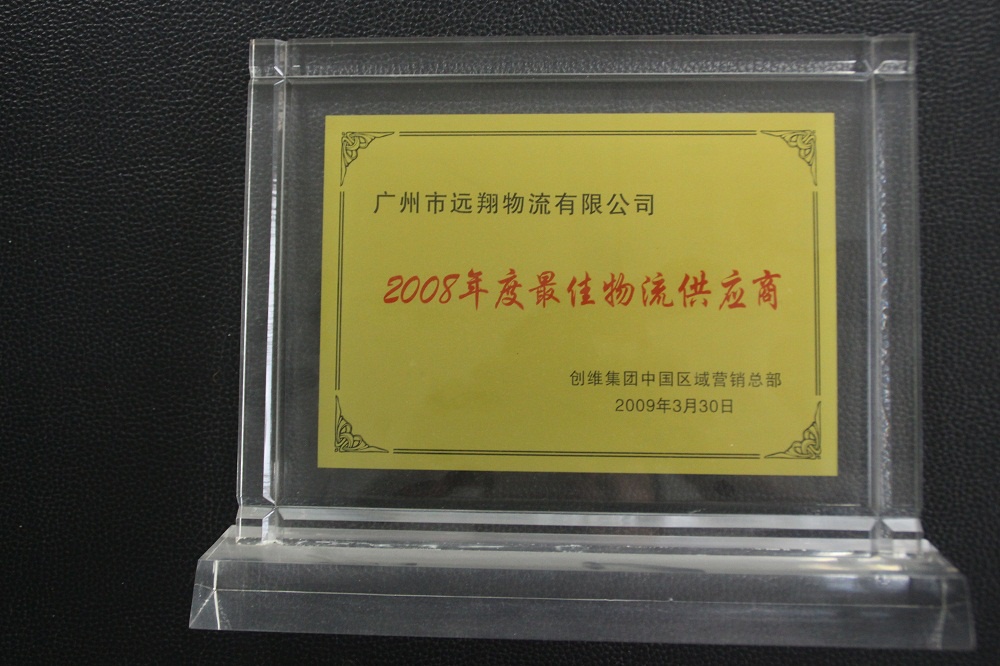 广州市远翔物流有限公司
2008年度最佳物流供应商
创维集团中国区域营销总部
2009年3月30日